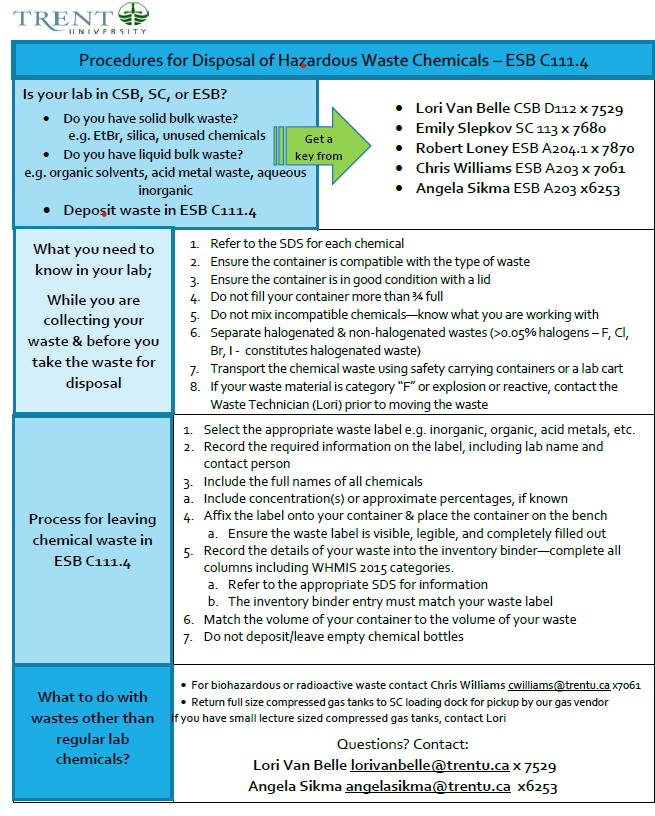 TRENT
UNIVERSITY
Procedures for Disposal of Hazardous Waste Chemicals – ESB C111.4
Is your lab in CSB, SC, or ESB?
• Do you have solid bulk waste?
e.g. EtBr, silica, unused chemicals
• Do you have liquid bulk waste?
e.g. organic solvents, acid metal waste, aqueous
inorganic
• Deposit waste in ESB C111.4
Get a
key from
• Lori Van Belle CSB D112 x 7529
• Emily Slepkov SC 113 x 7680
• Robert Loney ESB A204.1 x 7870
• Chris Williams ESB A203 x 7061
• Angela Sikma ESB A203 x6253
What you need to
know in your lab;
While you are
collecting your
waste & before you
take the waste for
disposal
1. Refer to the SDS for each chemical
2. Ensure the container is compatible with the type of waste
3. Ensure the container is in good condition with a lid
4. Do not fill your container more than ¾ full
5. Do not mix incompatible chemicals—know what you are working with
6. Separate halogenated & non-halogenated wastes (>0.05% halogens – F, Cl,
Br, I - constitutes halogenated waste)
7. Transport the chemical waste using safety carrying containers or a lab cart
8. If your waste material is category “F” or explosion or reactive, contact the
Waste Technician (Lori) prior to moving the waste
Process for leaving
chemical waste in
ESB C111.4
1. Select the appropriate waste label e.g. inorganic, organic, acid metals, etc.
2. Record the required information on the label, including lab name and
contact person
3. Include the full names of all chemicals
a. Include concentration(s) or approximate percentages, if known
4. Affix the label onto your container & place the container on the bench
a. Ensure the waste label is visible, legible, and completely filled out
5. Record the details of your waste into the inventory binder—complete all
columns including WHMIS 2015 categories.
a. Refer to the appropriate SDS for information
b. The inventory binder entry must match your waste label
6. Match the volume of your container to the volume of your waste
7. Do not deposit/leave empty chemical bottles
What to do with
wastes other than
regular lab
chemicals?
• For biohazardous or radioactive waste contact Chris Williams cwilliams@trentu.ca x7061
• Return full size compressed gas tanks to SC loading dock for pickup by our gas vendor
If you have small lecture sized compressed gas tanks, contact Lori
Questions? Contact:
Lori Van Belle lorivanbelle@trentu.ca x 7529
Angela Sikma angelasikma@trentu.ca x6253